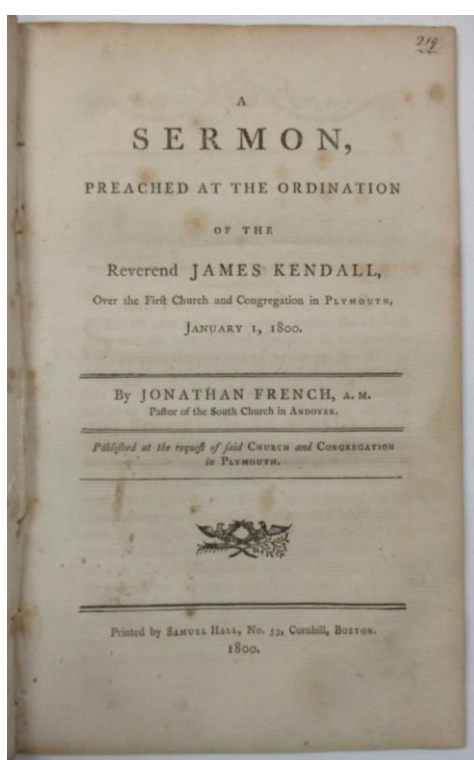 219
A
SERMON,
PREACHED AT THE ORDINATION
OF THE
Reverend JAMES KENDALL,
Over the Firſt Church and Congregation in PLYMOUTH,
JANUARY 1, 1800.
By JONATHAN FRENCH, A. M.
Paſtor of the South Church in ANDOVER.
Publiſhed at the requeſt of ſaid CHURCH and CONGREGATION
in PLYMOUTH.
Printed by SAMUEL HALL, No. 53, Cornhill, BOSTON.
1800.